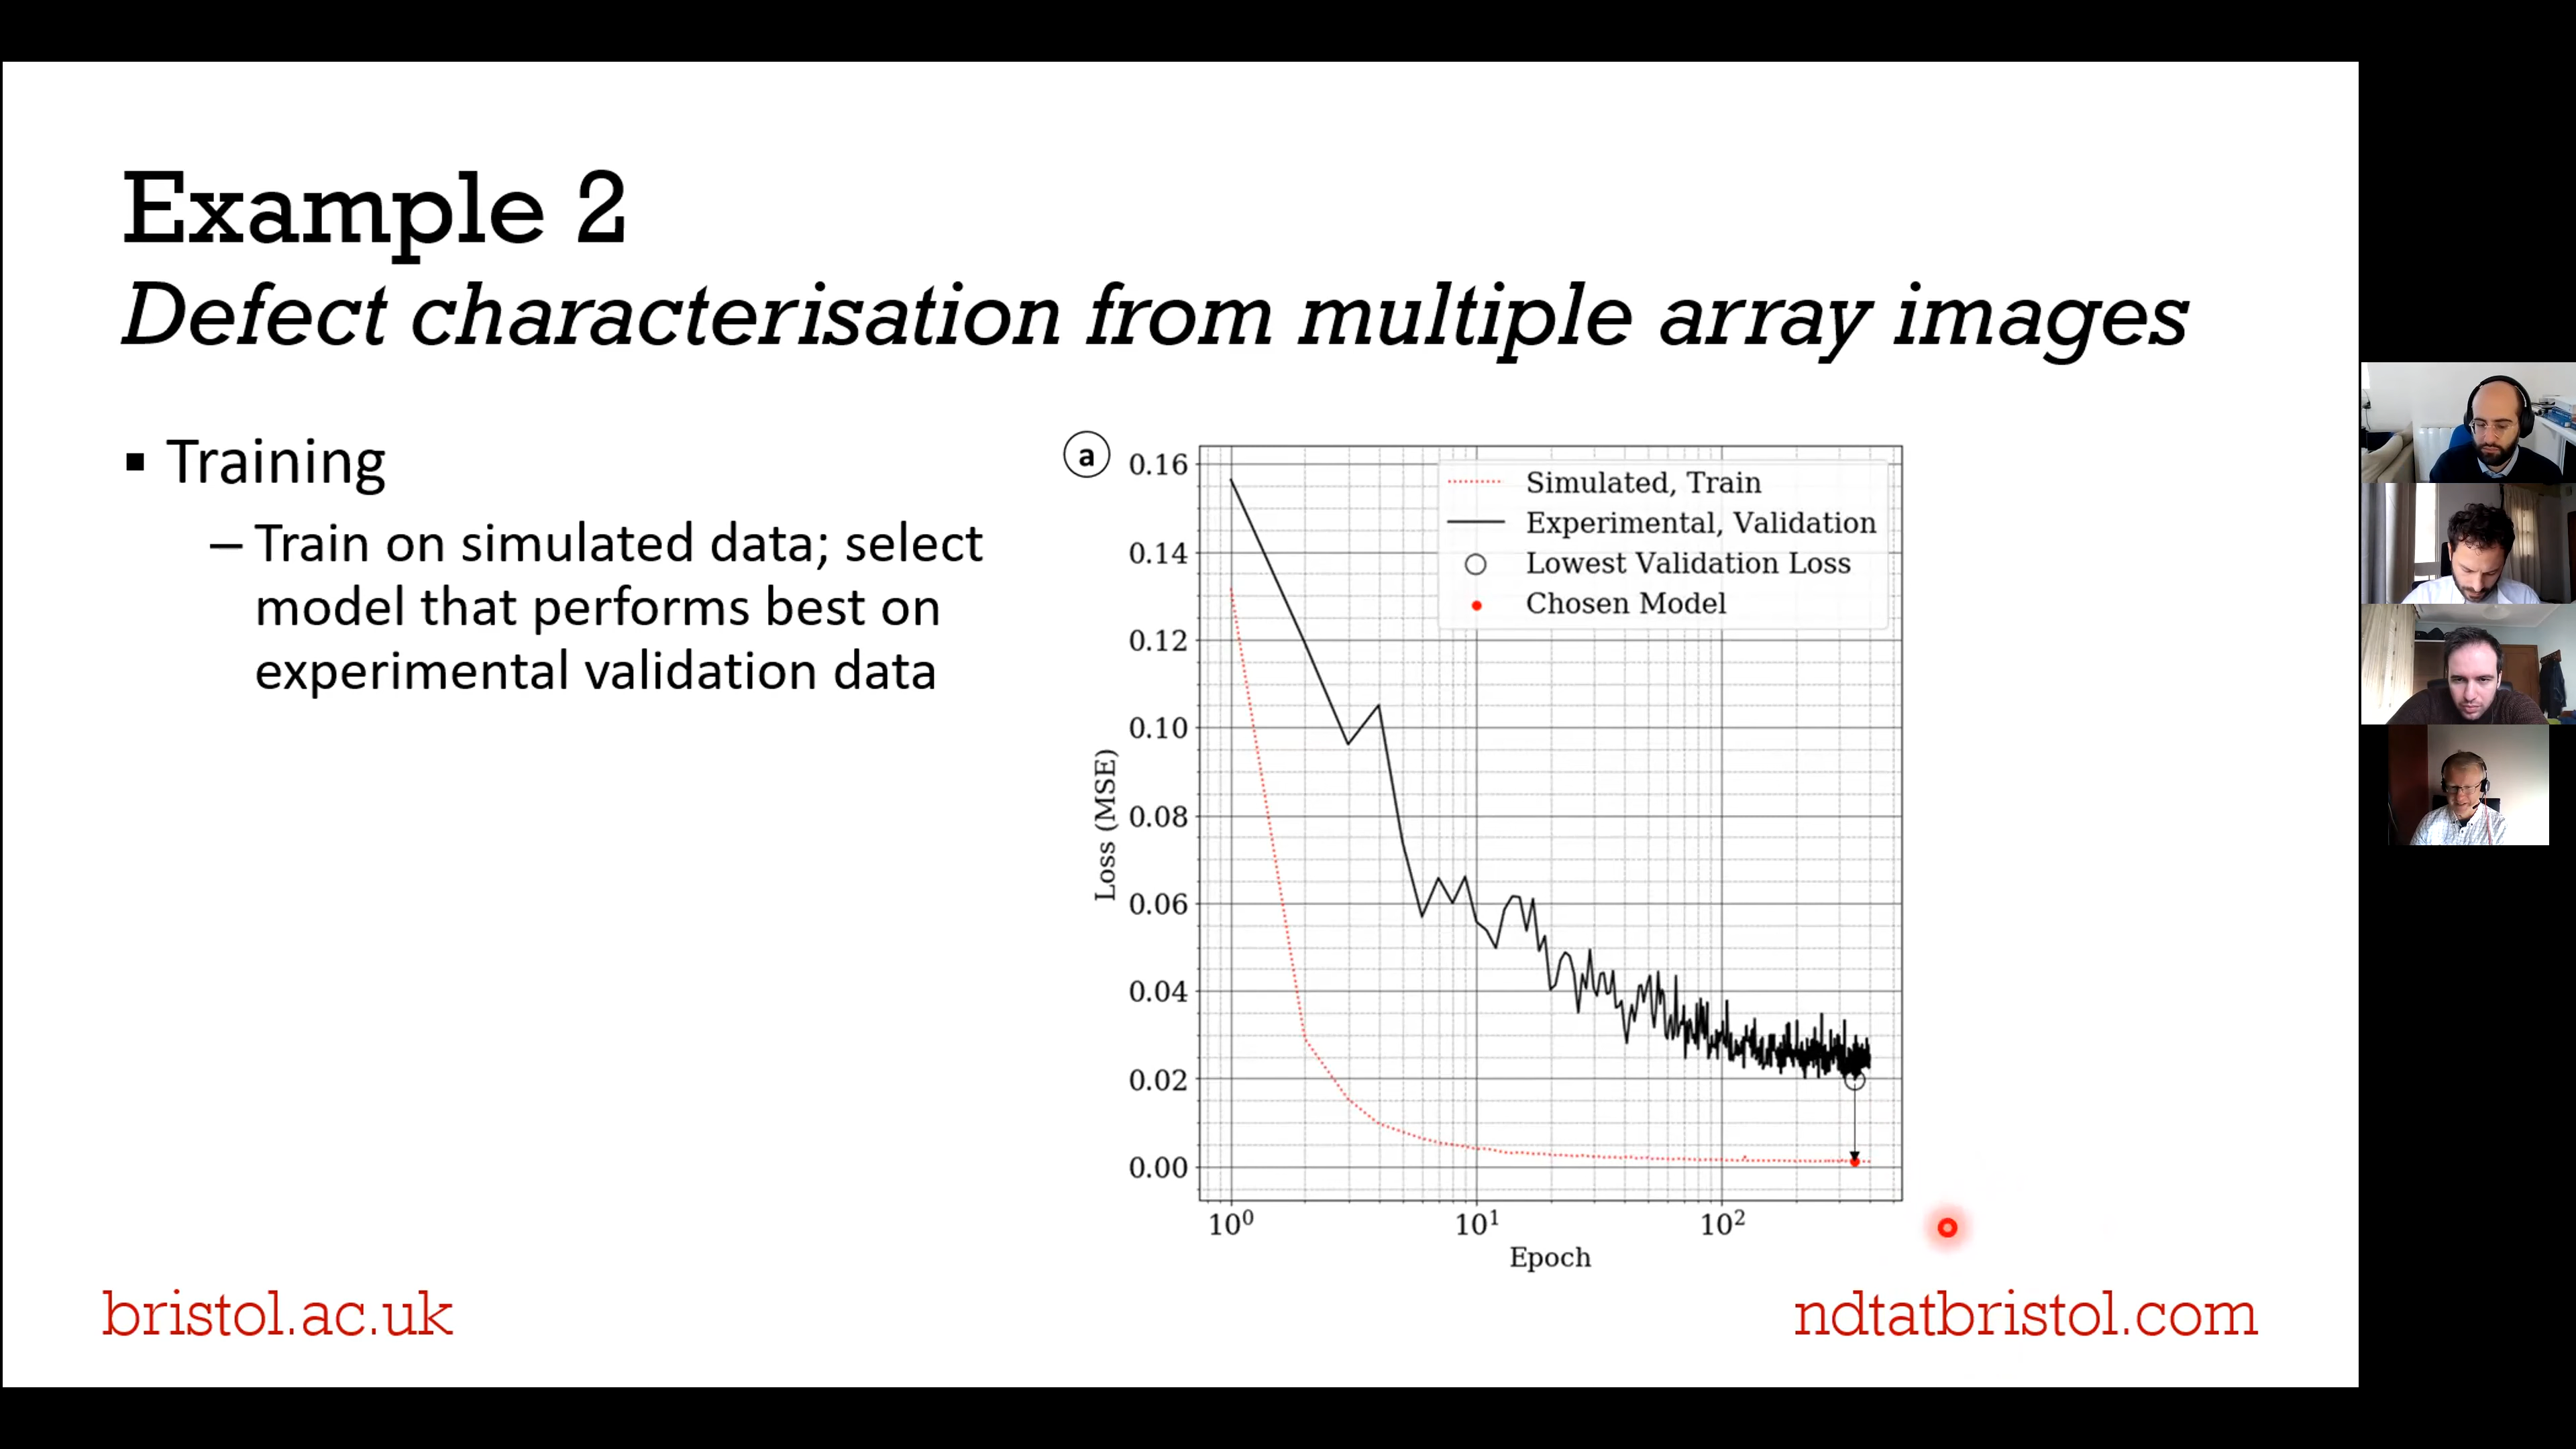 Example 2
Defect characterisation from multiple array images
▪ Training
– Train on simulated data; select
model that performs best on
experimental validation data
a
0.16
0.14
0.12
0.10
0.08
0.06
0.04
0.02
0.00
Loss (MSE)
Simulated, Train
Experimental, Validation
Lowest Validation Loss
Chosen Model
10⁰ 10¹ 10²
Epoch
bristol.ac.uk
ndtatbristol.com